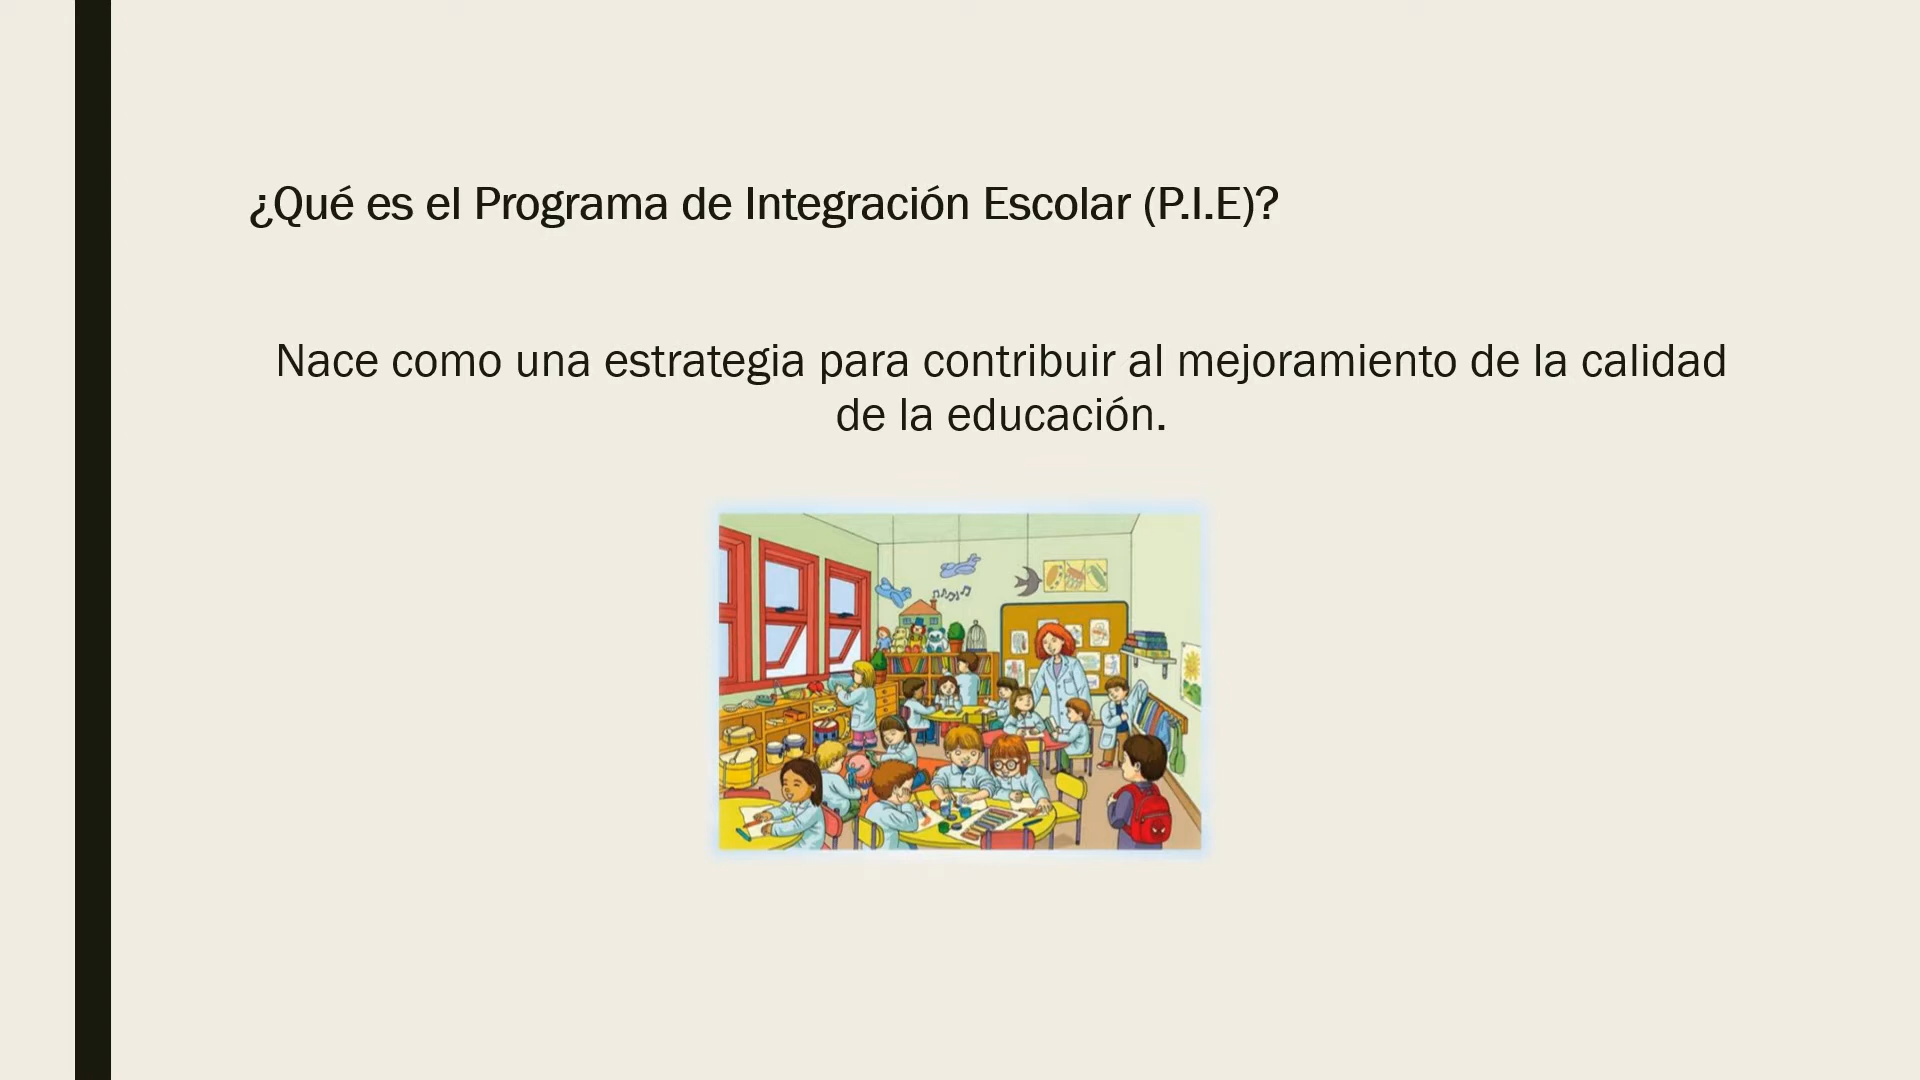 ¿Qué es el Programa de Integración Escolar (P.I.E)?
Nace como una estrategia para contribuir al mejoramiento de la calidad
de la educación.